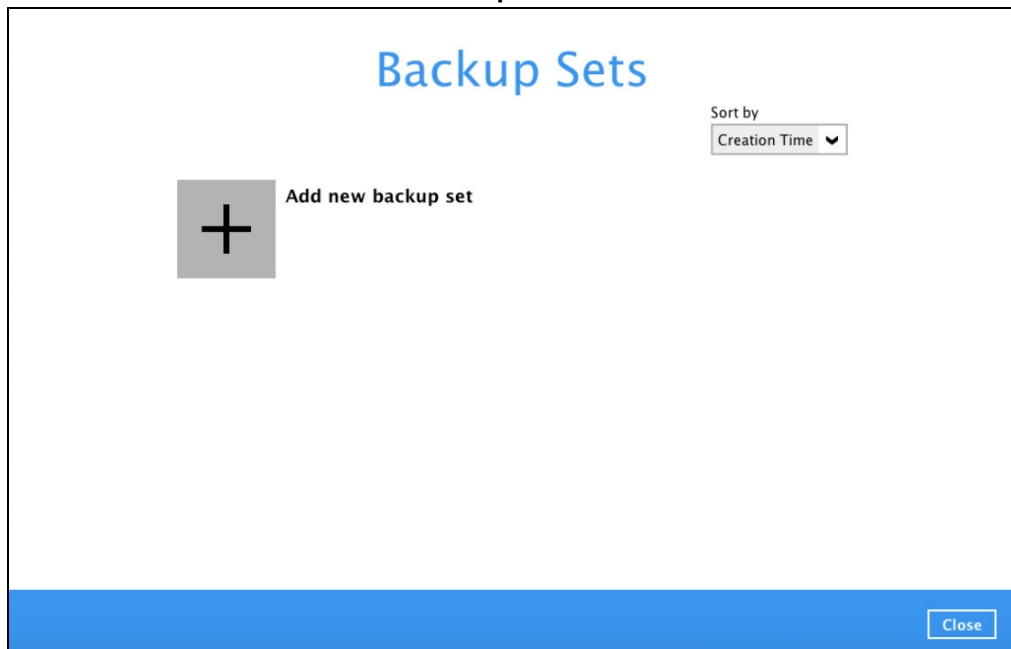 Backup Sets
Sort by
Creation Time
Add new backup set
Close